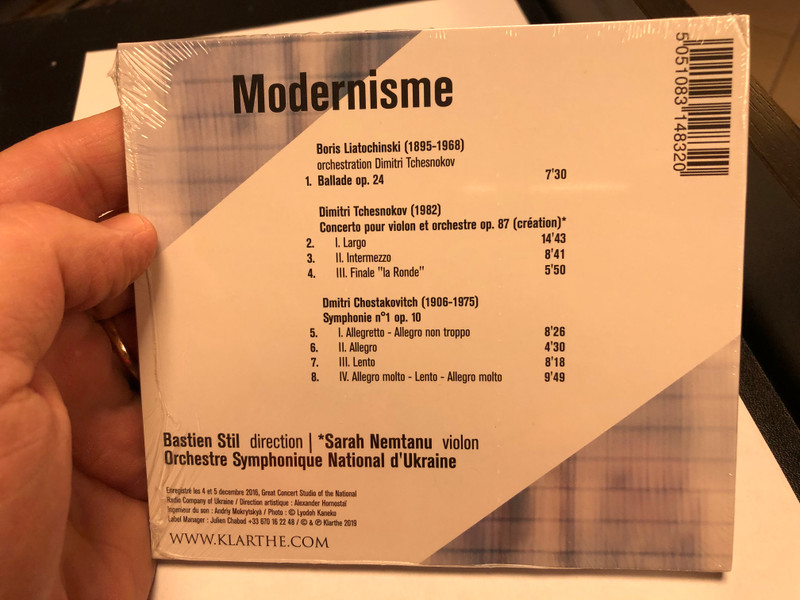 Modernisme
5 051083 148320
Boris Liatochinski (1895-1968)
orchestration Dimitri Tchesnokov
1. Ballade op. 24 7'30
Dimitri Tchesnokov (1982)
Concerto pour violon et orchestre op. 87 (création)*
2. I. Largo 14'43
3. II. Intermezzo 8'41
4. III. Finale "la Ronde" 5'50
Dmitri Chostakovitch (1906-1975)
Symphonie n°1 op. 10
5. I. Allegretto - Allegro non troppo 8'26
6. II. Allegro 4'30
7. III. Lento 8'18
8. IV. Allegro molto - Lento - Allegro molto 9'49
Bastien Stil direction | *Sarah Nemtanu violon
Orchestre Symphonique National d'Ukraine
Enregistré les 4 et 5 decembre 2016, Great Concert Studio of the National
Radio Company of Ukraine / Direction artistique : Alexander Hornostai
Ingenieur du son : Andriy Mokrytskyi / Photo : © Lyodoh Kaneko
Label Manager : Julien Chabod +33 670 16 22 48 / © & ℗ Klarthe 2018
WWW.KLARTHE.COM